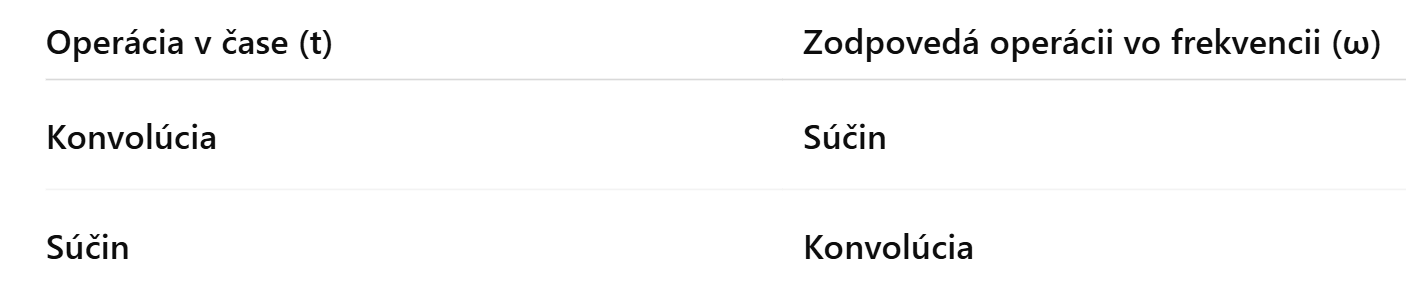 Operácia v čase (t) Zodpovedá operácii vo frekvencii (ω)
Konvolúcia Súčin
Súčin Konvolúcia